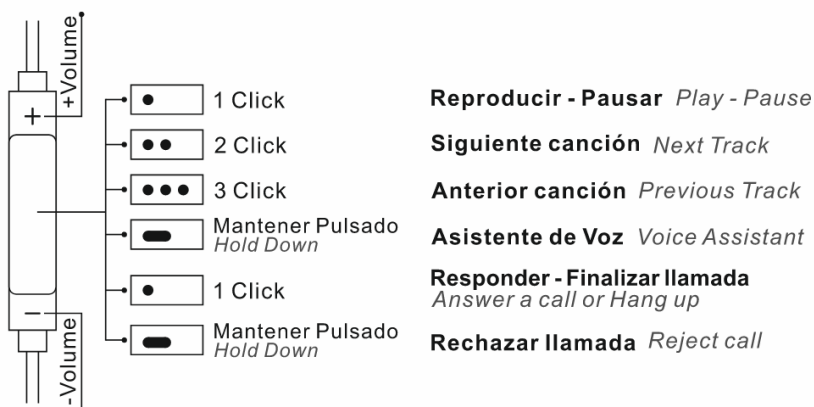 +Volume
+
1 Click
Reproducir - Pausar Play - Pause
2 Click
Siguiente canción Next Track
3 Click
Anterior canción Previous Track
Mantener Pulsado
Hold Down
Asistente de Voz Voice Assistant
1 Click
Responder - Finalizar llamada
Answer a call or Hang up
Mantener Pulsado
Hold Down
Rechazar llamada Reject call
−
-Volume